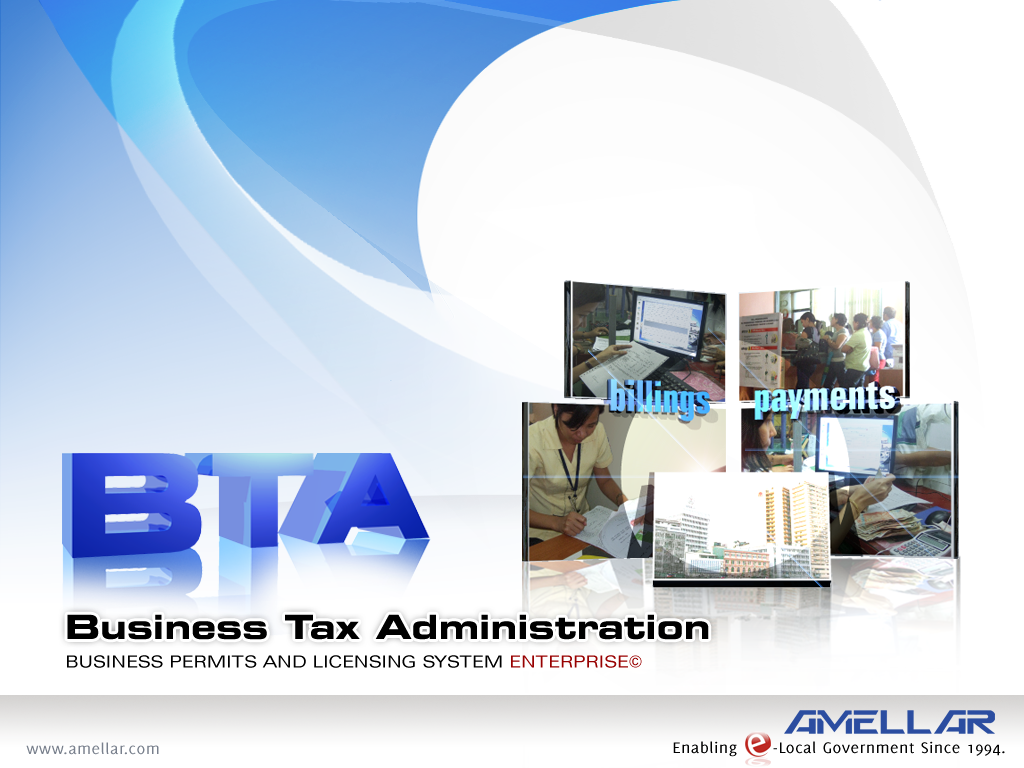 billings
payments
BTA
Business Tax Administration
BUSINESS PERMITS AND LICENSING SYSTEM ENTERPRISE©
AMELLAR
www.amellar.com
Enabling e-Local Government Since 1994.